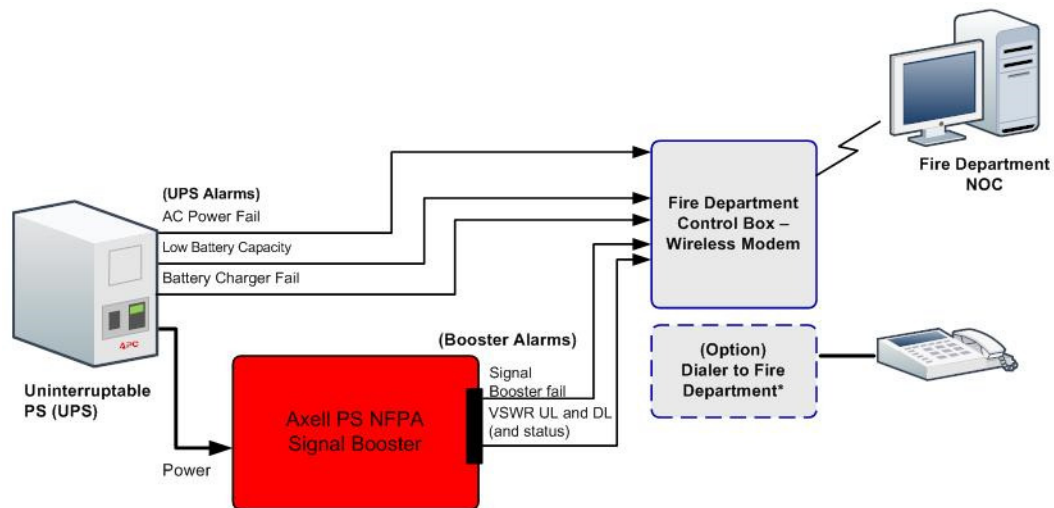 (UPS Alarms)
AC Power Fail
Low Battery Capacity
Battery Charger Fail
APC
Uninterruptable
PS (UPS)
Power
Axell PS NFPA
Signal Booster
(Booster Alarms)
Signal
Booster fail
VSWR UL and DL
(and status)
Fire Department
Control Box –
Wireless Modem
(Option)
Dialer to Fire
Department*
Fire Department
NOC